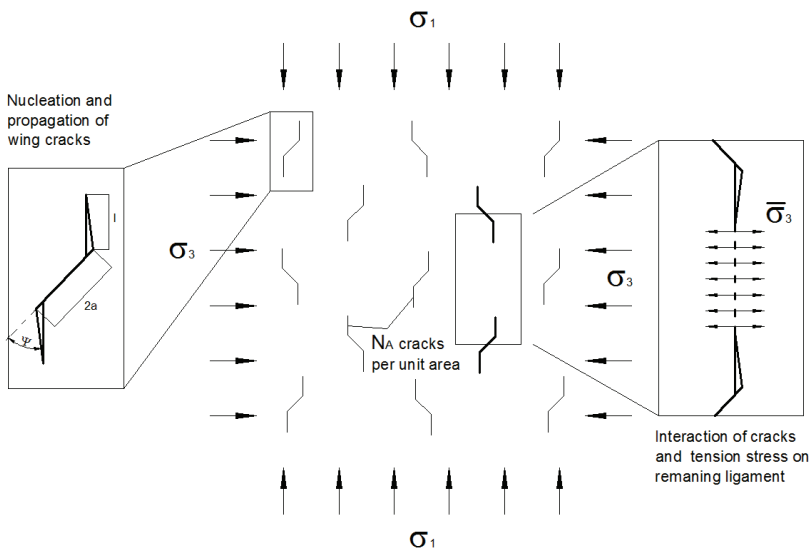 σ1
Nucleation and
propagation of
wing cracks
l
2a
Ψ
σ3
NA cracks
per unit area
σ3
σ̅3
Interaction of cracks
and tension stress on
remaning ligament
σ1